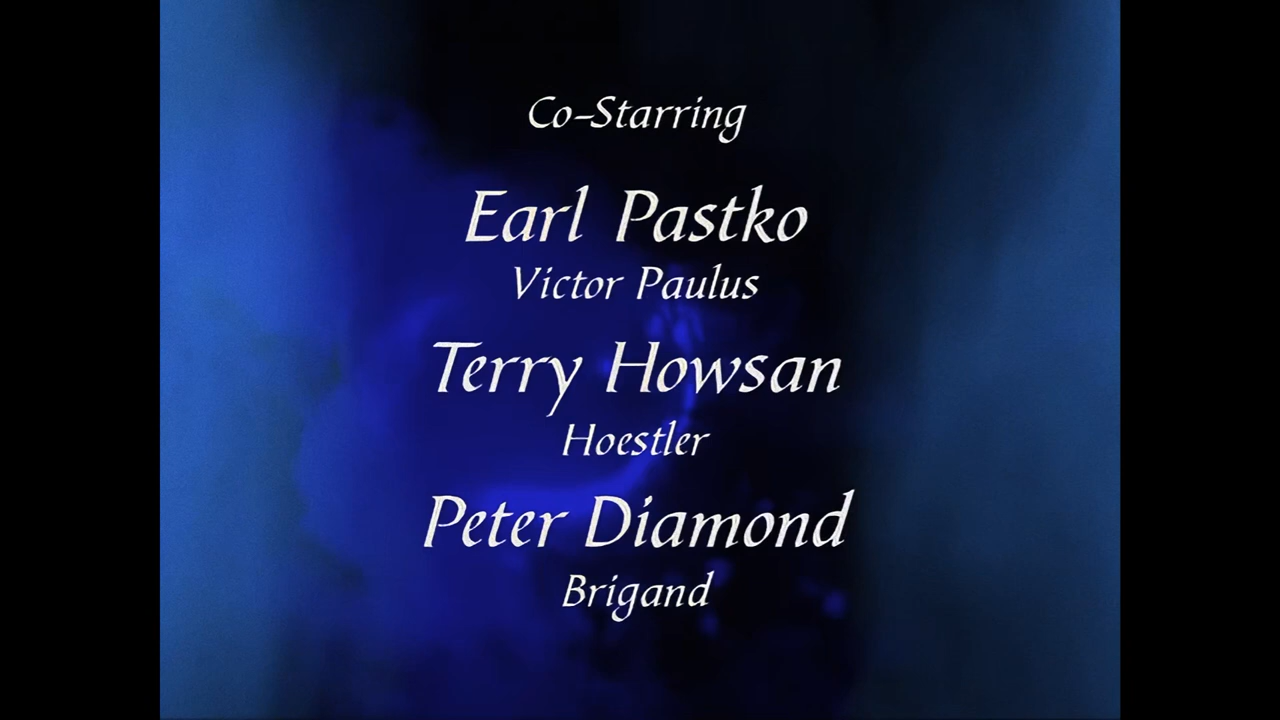 Co-Starring
Earl Pastko
Victor Paulus
Terry Howsan
Hoestler
Peter Diamond
Brigand